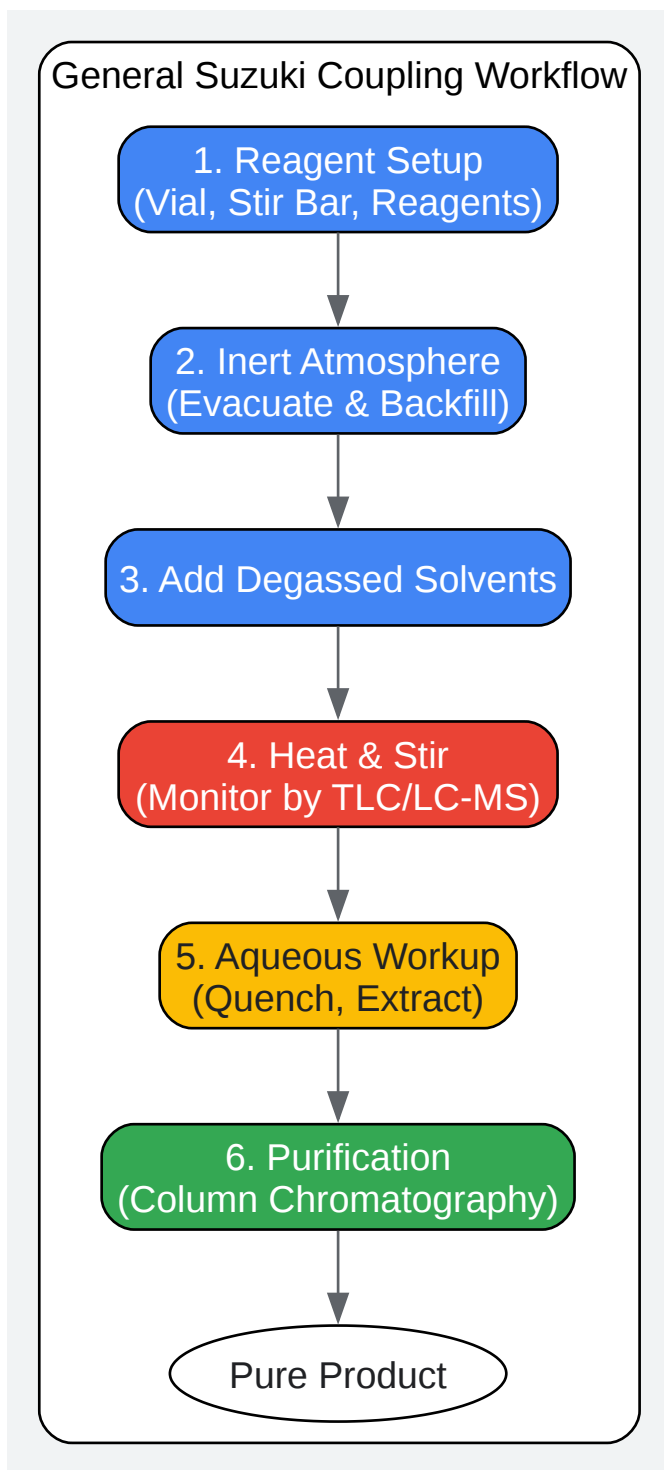 General Suzuki Coupling Workflow
1. Reagent Setup
(Vial, Stir Bar, Reagents)
2. Inert Atmosphere
(Evacuate & Backfill)
3. Add Degassed Solvents
4. Heat & Stir
(Monitor by TLC/LC-MS)
5. Aqueous Workup
(Quench, Extract)
6. Purification
(Column Chromatography)
Pure Product